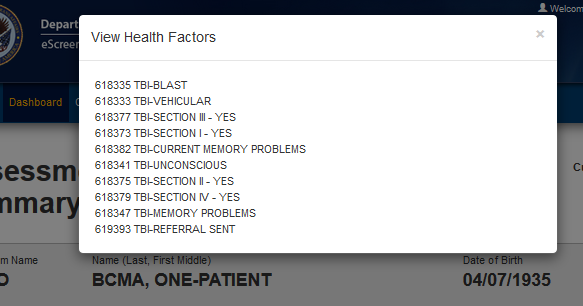 Depar
Welcom
eScreen
View Health Factors
×
Dashboard
618335 TBI-BLAST
618333 TBI-VEHICULAR
618377 TBI-SECTION III - YES
618373 TBI-SECTION I - YES
618382 TBI-CURRENT MEMORY PROBLEMS
618341 TBI-UNCONSCIOUS
618375 TBI-SECTION II - YES
618379 TBI-SECTION IV - YES
618347 TBI-MEMORY PROBLEMS
619393 TBI-REFERRAL SENT
sessm
mmary
m Name
Name (Last, First Middle)
Date of Birth
O
BCMA, ONE-PATIENT
04/07/1935